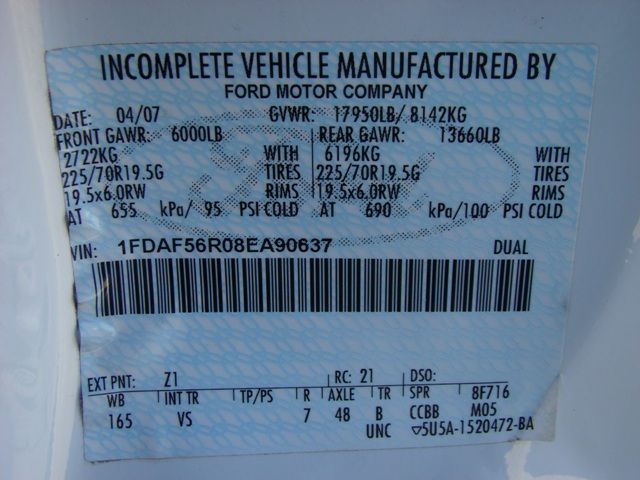 INCOMPLETE VEHICLE MANUFACTURED BY
FORD MOTOR COMPANY
DATE: 04/07 GVWR: 17950LB/ 8142KG
FRONT GAWR: 6000LB REAR GAWR: 13660LB
2722KG WITH 6196KG WITH
225/70R19.5G TIRES 225/70R19.5G TIRES
19.5x6.0RW RIMS 19.5x6.0RW RIMS
AT 655 kPa/ 95 PSI COLD AT 690 kPa/100 PSI COLD
VIN: 1FDAF56R08EA90637 DUAL
EXT PNT: Z1 RC: 21 DSO:
WB INT TR TP/PS R AXLE TR SPR 8F716
165 VS 7 48 B CCBB M05
UNC ▽5U5A-1520472-BA